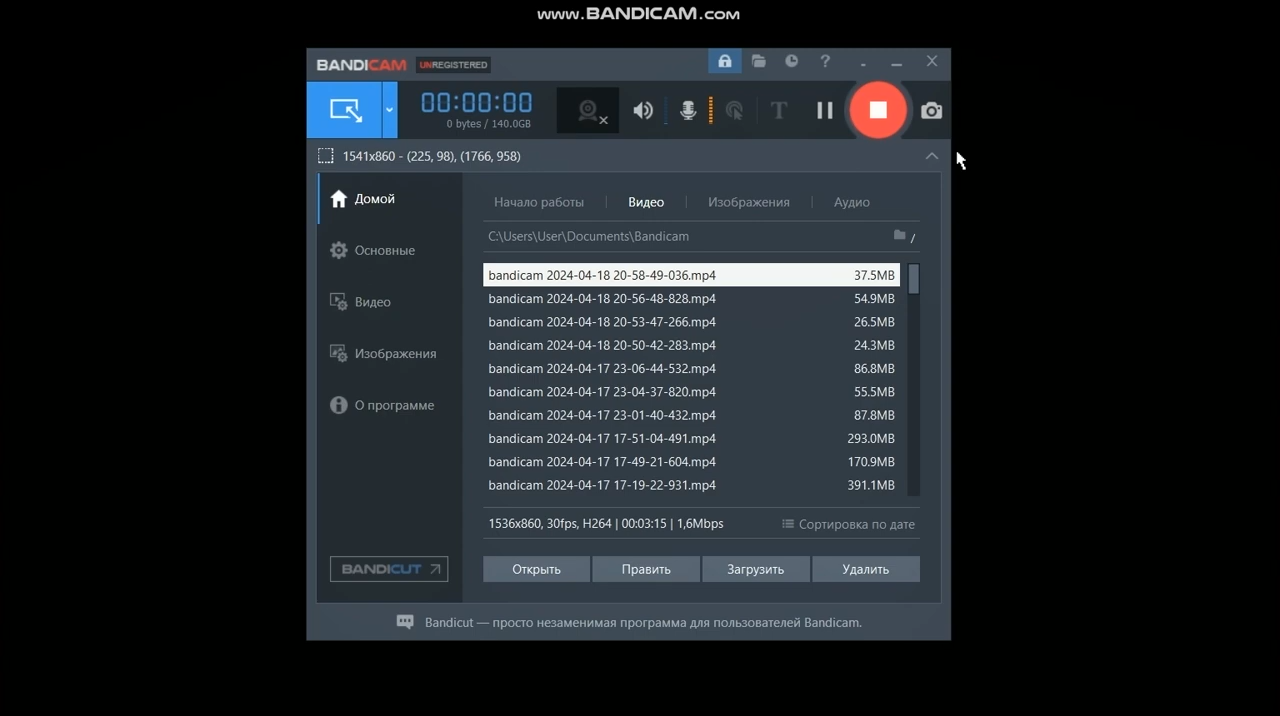 www.BANDICAM.com
BANDICAM UNREGISTERED
00:00:00
0 bytes / 140.0GB
1541x860 - (225, 98), (1766, 958)
Домой
Основные
Видео
Изображения
О программе
BANDICUT
Начало работы Видео Изображения Аудио
C:\Users\User\Documents\Bandicam
bandicam 2024-04-18 20-58-49-036.mp4 37.5MB
bandicam 2024-04-18 20-56-48-828.mp4 54.9MB
bandicam 2024-04-18 20-53-47-266.mp4 26.5MB
bandicam 2024-04-18 20-50-42-283.mp4 24.3MB
bandicam 2024-04-17 23-06-44-532.mp4 86.8MB
bandicam 2024-04-17 23-04-37-820.mp4 55.5MB
bandicam 2024-04-17 23-01-40-432.mp4 87.8MB
bandicam 2024-04-17 17-51-04-491.mp4 293.0MB
bandicam 2024-04-17 17-49-21-604.mp4 170.9MB
bandicam 2024-04-17 17-19-22-931.mp4 391.1MB
1536x860, 30fps, H264 | 00:03:15 | 1,6Mbps Сортировка по дате
Открыть Править Загрузить Удалить
Bandicut — просто незаменимая программа для пользователей Bandicam.